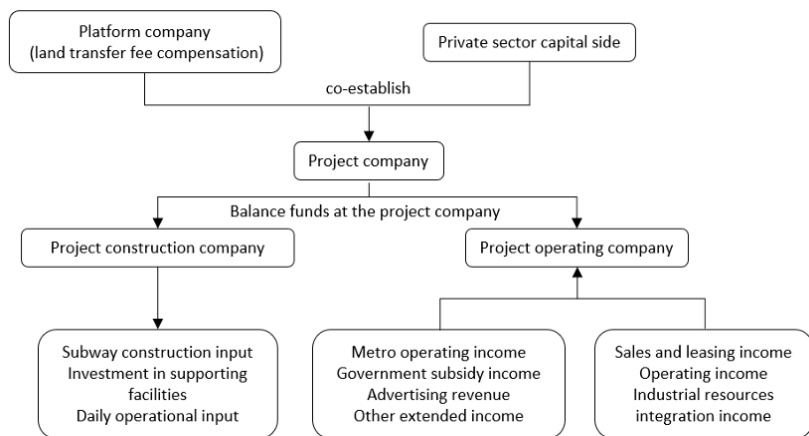 Platform company
(land transfer fee compensation)
Private sector capital side
co-establish
Project company
Balance funds at the project company
Project construction company
Project operating company
Subway construction input
Investment in supporting
facilities
Daily operational input
Metro operating income
Government subsidy income
Advertising revenue
Other extended income
Sales and leasing income
Operating income
Industrial resources
integration income